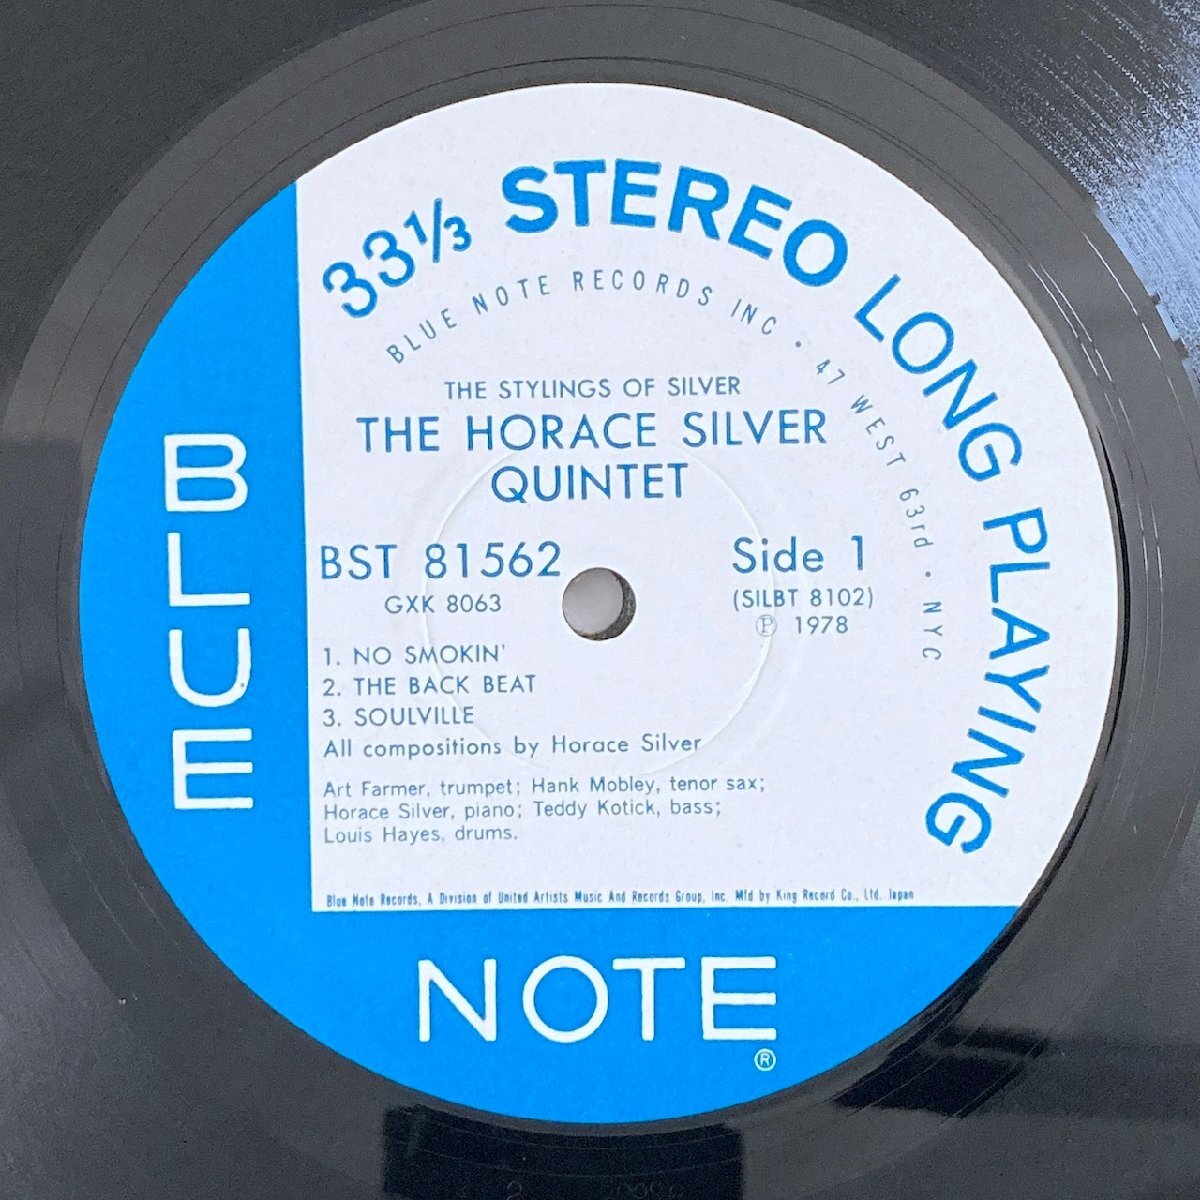 33⅓ STEREO LONG PLAYING
BLUE NOTE RECORDS INC · 47 WEST 63rd · NYC
THE STYLINGS OF SILVER
THE HORACE SILVER
QUINTET
BST 81562
Side 1
GXK 8063
(SILBT 8102)
℗ 1978
1. NO SMOKIN'
2. THE BACK BEAT
3. SOULVILLE
All compositions by Horace Silver
Art Farmer, trumpet; Hank Mobley, tenor sax;
Horace Silver, piano; Teddy Kotick, bass;
Louis Hayes, drums.
Blue Note Records, A Division of United Artists Music And Records Group, Inc. Mfd by King Record Co., Ltd. Japan
BLUE
NOTE
®